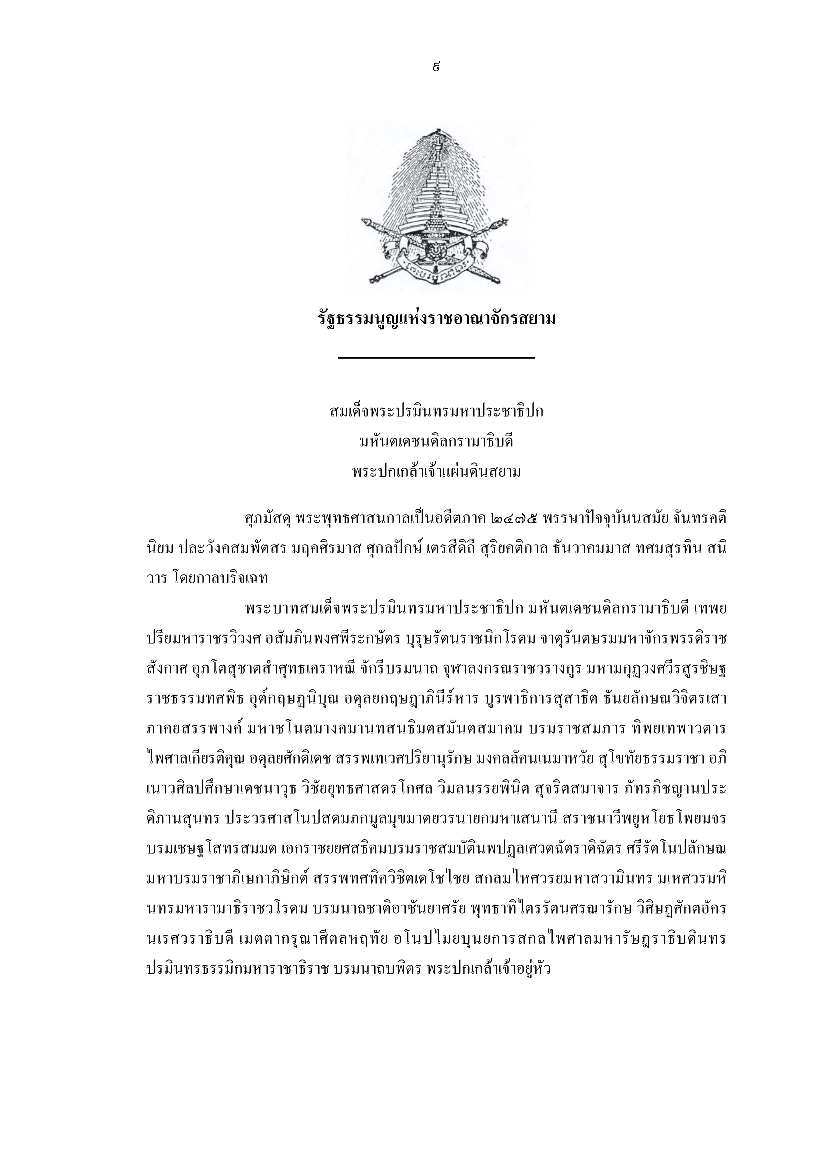 ๙
รัฐธรรมนูญแห่งราชอาณาจักรสยาม
สมเด็จพระปรมินทรมหาประชาธิปก
มหันตเดชนดิลกรามาธิบดี
พระปกเกล้าเจ้าแผ่นดินสยาม
ศุภมัสดุ พระพุทธศาสนกาลเป็นอดีตภาค ๒๔๗๕ พรรษาปัจจุบันนสมัย จันทรคติ
นิยม ปละวังคสมพัตสร มฤคศิรมาส ศุกลปักษ์ เตรสีดิถี สุริยคติกาล ธันวาคมมาส ทศมสุรทิน สนิ
วาร โดยกาลบริจเฉท
พระบาทสมเด็จพระปรมินทรมหาประชาธิปก มหันตเดชนดิลกรามาธิบดี เทพย
ปรียมหาราชรวิวงศ อสัมภินพงศพีระกษัตร บุรุษรัตนราชนิกโรดม จาตุรันตบรมมหาจักรพรรดิราช
สังกาศ อุภโตสุชาตสำศุทธเคราหณี จักรีบรมนาถ จุฬาลงกรณราชวรางกูร มหามกุฏวงศวีรสูรชิษฐ
ราชธรรมทศพิธ อุต์กฤษฏนิบุณ อดุลยกฤษฎาภินีร์หาร บูรพาธิการสุสาธิต ธันยลักษณวิจิตรเสา
ภาคยสรรพางค์ มหาชโนตมางคมานทสนธิมตสมันตสมาคม บรมราชสมภาร ทิพยเทพาวตาร
ไพศาลเกียรติคุณ อดุลยศักดิเดช สรรพเทเวศปริยานุรักษ มงคลลัคนเนมาหวัย สุโขทัยธรรมราชา อภิ
เนาวศิลปศึกษาเดชนาวุธ วิชัยยุทธศาสตรโกศล วิมลนรรยพินิต สุจริตสมาจาร ภัทรภิชญานประ
ดิภานสุนทร ประวรศาสโนปสดมภกมูลมุขมาตยวรนายกมหาเสนานี สราชนาวีพยูหโยธโพยมจร
บรมเชษฐโสทรสมมต เอกราชยยศสธิคมบรมราชสมบัตินพปฎลเศวตฉัตราดิฉัตร ศรีรัตโนปลักษณ
มหาบรมราชาภิเษกาภิษิกต์ สรรพทศทิศวิชิตเดโชไชย สกลมไหศวรยมหาสวามินทร มเหศวรมหิ
นทรมหารามาธิราชวโรดม บรมนาถชาติอาชันยาศรัย พุทธาทิไตรรัตนศรณารักษ วิศิษฏศักตอัคร
นเรศวราธิบดี เมตตากรุณาศีตลหฤทัย อโนปไมยบุนยการสกลไพศาลมหารัษฎราธิบดินทร
ปรมินทรธรรมิกมหาราชาธิราช บรมนาถบพิตร พระปกเกล้าเจ้าอยู่หัว